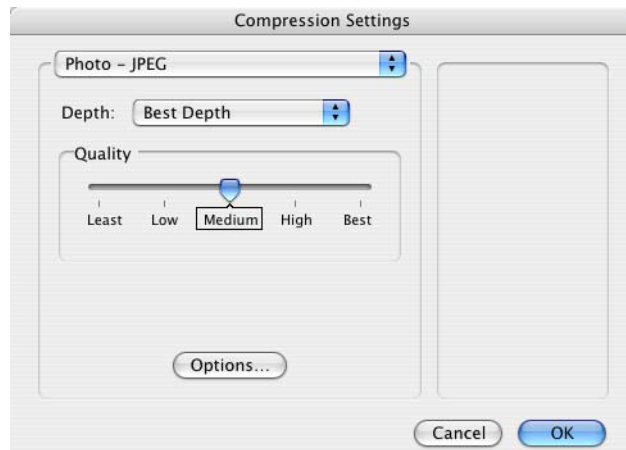 Compression Settings
Photo – JPEG
Depth: Best Depth
Quality
Least Low Medium High Best
Options...
Cancel OK